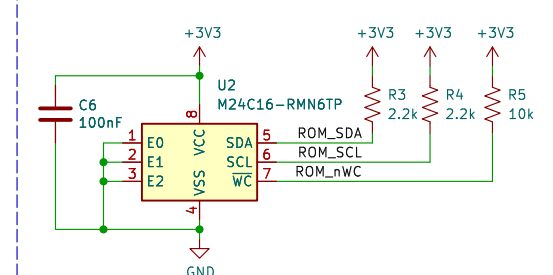 +3V3
+3V3
+3V3
+3V3
U2
M24C16-RMN6TP
C6
100nF
R3
2.2k
R4
2.2k
R5
10k
8
VCC
1
E0
SDA
5
ROM_SDA
2
E1
SCL
6
ROM_SCL
3
E2
WC
7
ROM_nWC
VSS
4
GND